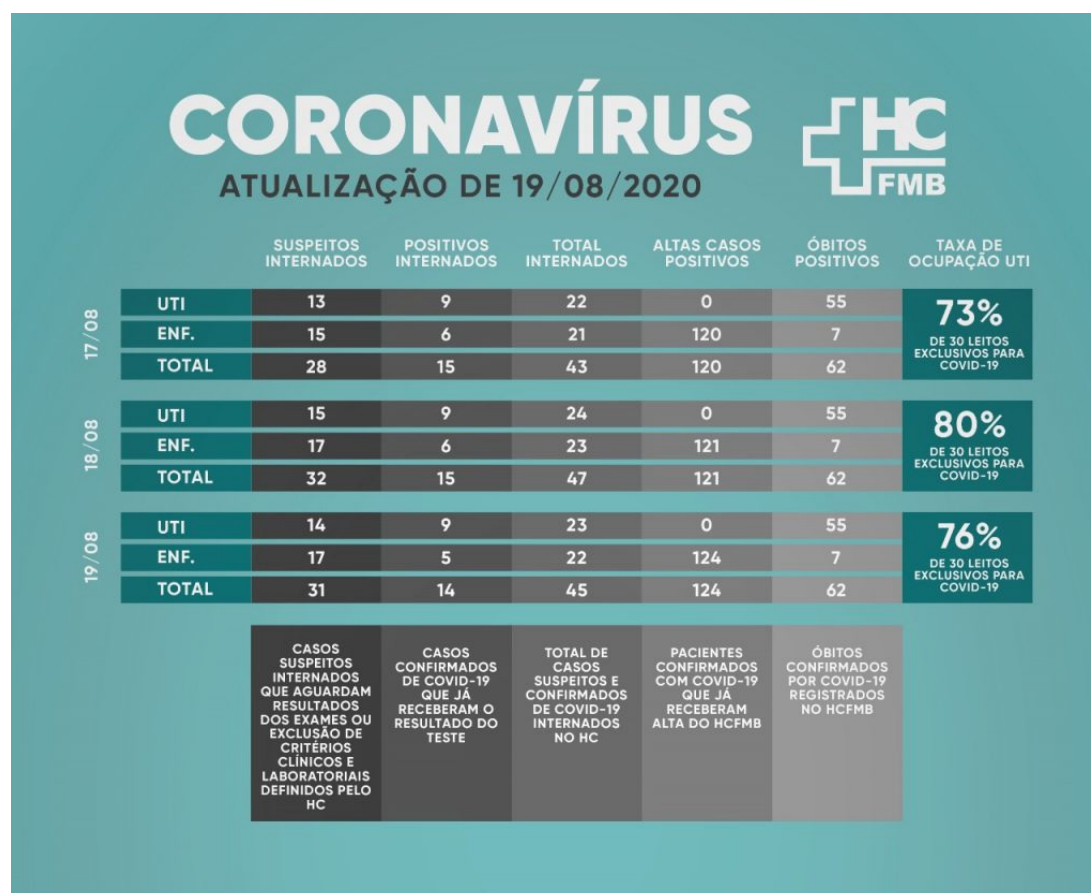 CORONAVÍRUS
HC
FMB
ATUALIZAÇÃO DE 19/08/2020
SUSPEITOS INTERNADOS POSITIVOS INTERNADOS TOTAL INTERNADOS ALTAS CASOS POSITIVOS ÓBITOS POSITIVOS TAXA DE OCUPAÇÃO UTI
17/08
UTI 13 9 22 0 55
ENF. 15 6 21 120 7
TOTAL 28 15 43 120 62
73%
DE 30 LEITOS
EXCLUSIVOS PARA
COVID-19
18/08
UTI 15 9 24 0 55
ENF. 17 6 23 121 7
TOTAL 32 15 47 121 62
80%
DE 30 LEITOS
EXCLUSIVOS PARA
COVID-19
19/08
UTI 14 9 23 0 55
ENF. 17 5 22 124 7
TOTAL 31 14 45 124 62
76%
DE 30 LEITOS
EXCLUSIVOS PARA
COVID-19
CASOS
SUSPEITOS
INTERNADOS
QUE AGUARDAM
RESULTADOS
DOS EXAMES OU
EXCLUSÃO DE
CRITÉRIOS
CLÍNICOS E
LABORATORIAIS
DEFINIDOS PELO
HC
CASOS
CONFIRMADOS
DE COVID-19
QUE JÁ
RECEBERAM O
RESULTADO DO
TESTE
TOTAL DE
CASOS
SUSPEITOS E
CONFIRMADOS
DE COVID-19
INTERNADOS
NO HC
PACIENTES
CONFIRMADOS
COM COVID-19
QUE JÁ
RECEBERAM
ALTA DO HCFMB
ÓBITOS
CONFIRMADOS
POR COVID-19
REGISTRADOS
NO HCFMB